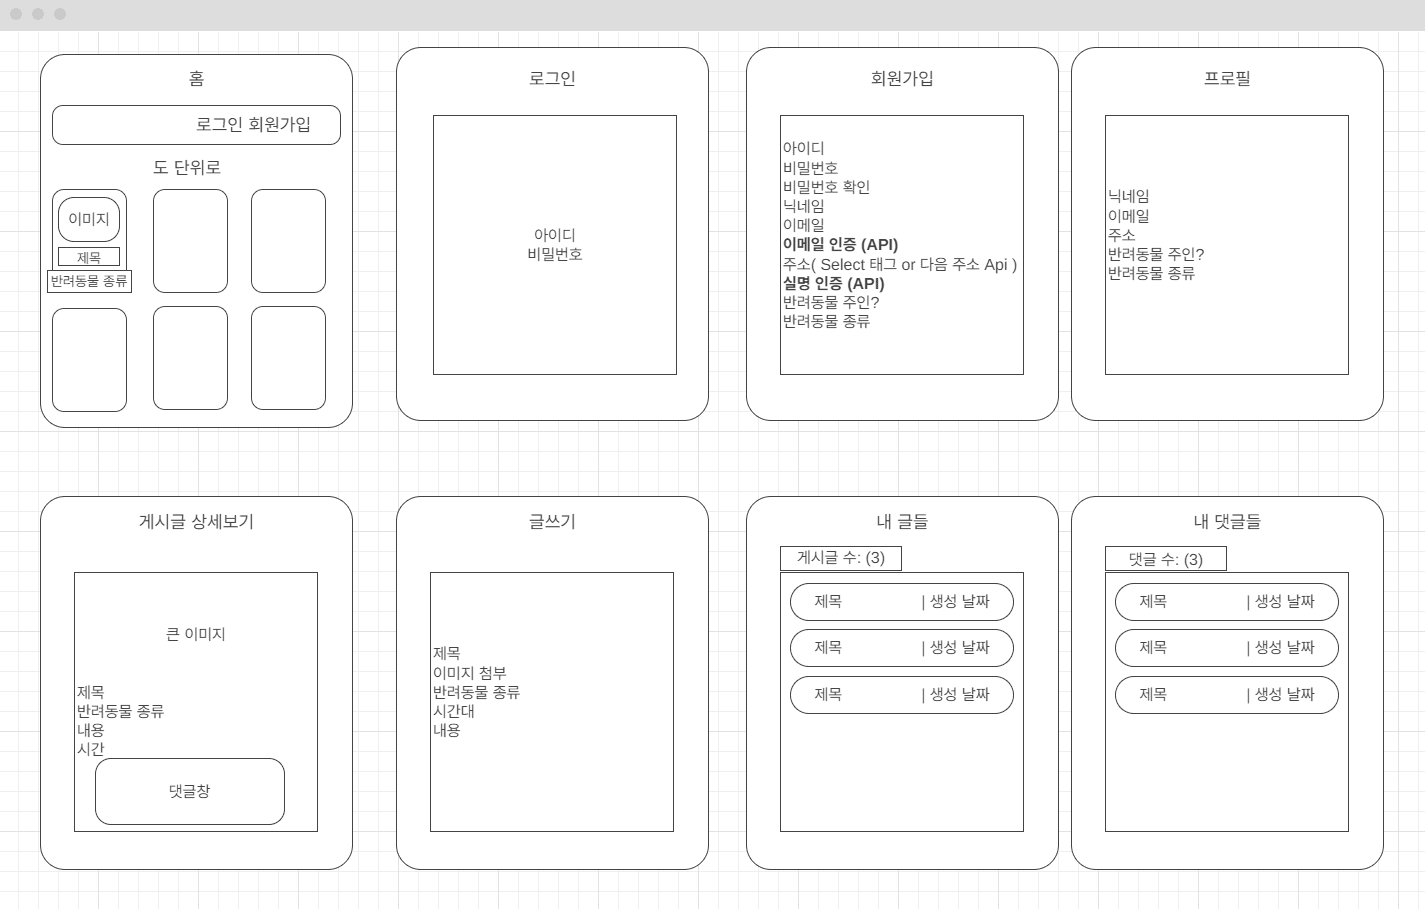 홈
로그인 회원가입
도 단위로
이미지
제목
반려동물 종류
로그인
아이디
비밀번호
회원가입
아이디
비밀번호
비밀번호 확인
닉네임
이메일
이메일 인증 (API)
주소( Select 태그 or 다음 주소 Api )
실명 인증 (API)
반려동물 주인?
반려동물 종류
프로필
닉네임
이메일
주소
반려동물 주인?
반려동물 종류
게시글 상세보기
큰 이미지
제목
반려동물 종류
내용
시간
댓글창
글쓰기
제목
이미지 첨부
반려동물 종류
시간대
내용
내 글들
게시글 수: (3)
제목 | 생성 날짜
제목 | 생성 날짜
제목 | 생성 날짜
내 댓글들
댓글 수: (3)
제목 | 생성 날짜
제목 | 생성 날짜
제목 | 생성 날짜